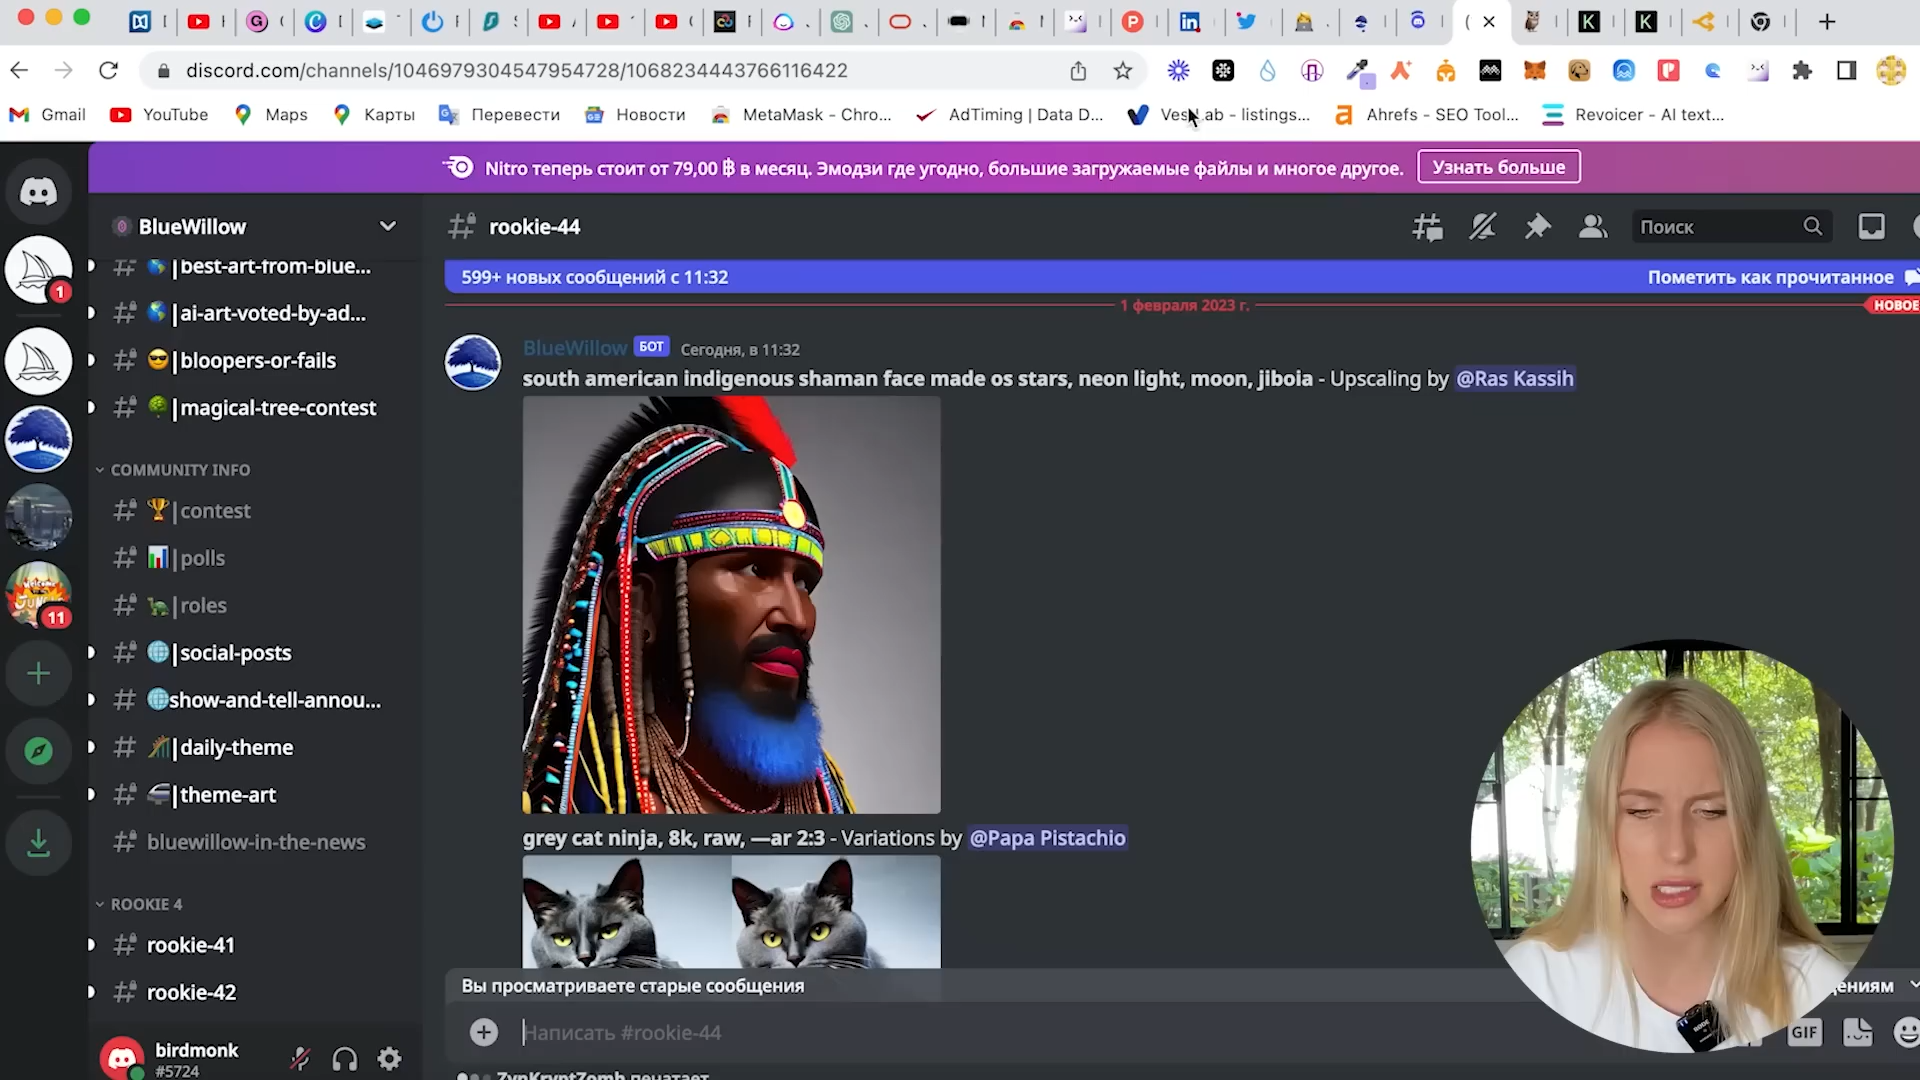 discord.com/channels/1046979304547954728/1068234443766116422
Gmail
YouTube
Maps
Карты
Перевести
Новости
MetaMask - Chro...
AdTiming | Data D...
Ahrefs - SEO Tool...
Revoicer - AI text...
Nitro теперь стоит от 79,00 ฿ в месяц. Эмодзи где угодно, большие загружаемые файлы и многое другое.
Узнать больше
BlueWillow
rookie-44
Поиск
599+ новых сообщений с 11:32
Пометить как прочитанное
1 февраля 2023 г.
НОВОЕ
|best-art-from-blue...
|ai-art-voted-by-ad...
|bloopers-or-fails
|magical-tree-contest
COMMUNITY INFO
|contest
|polls
|roles
|social-posts
show-and-tell-annou...
|daily-theme
|theme-art
bluewillow-in-the-news
ROOKIE 4
rookie-41
rookie-42
birdmonk
#5724
1
11
BlueWillow БОТ Сегодня, в 11:32
south american indigenous shaman face made os stars, neon light, moon, jiboia - Upscaling by @Ras Kassih
grey cat ninja, 8k, raw, —ar 2:3 - Variations by @Papa Pistachio
Вы просматриваете старые сообщения
Написать #rookie-44
GIF
ZynKryptZomb печатает